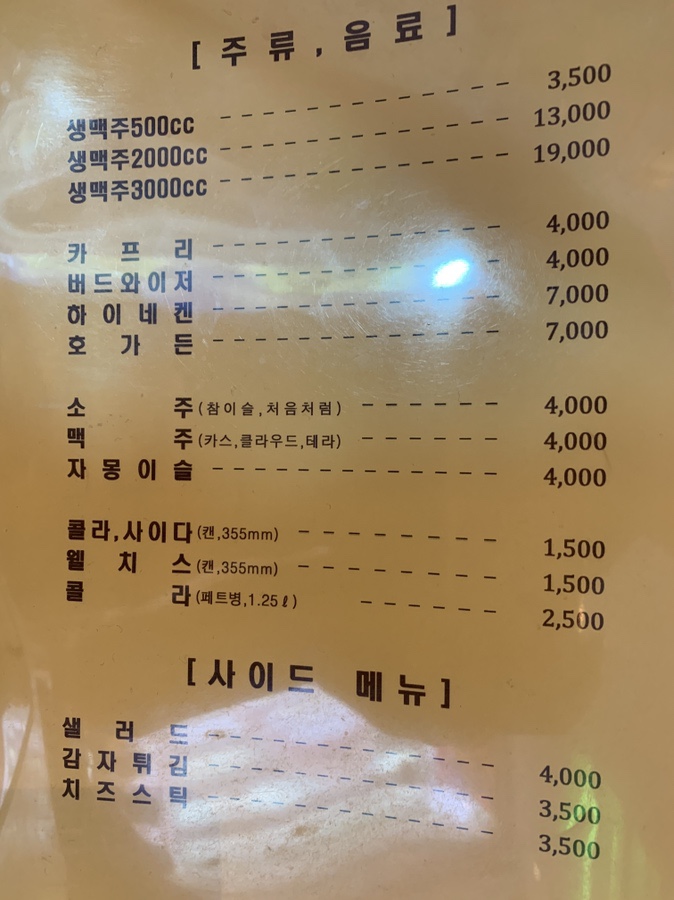 [주류,음료]
생맥주500cc ------------- 3,500
생맥주2000cc ------------ 13,000
생맥주3000cc ------------ 19,000
카프리 ------------- 4,000
버드와이저 ------------- 4,000
하이네켄 ------------- 7,000
호가든 ------------- 7,000
소주(참이슬,처음처럼) ------ 4,000
맥주(카스,클라우드,테라) ------ 4,000
자몽이슬 ------------- 4,000
콜라,사이다(캔,355mm) --------- 1,500
웰치스(캔,355mm) --------- 1,500
콜라(페트병,1.25ℓ) ------ 2,500
[사이드 메뉴]
샐러드 ------------- 4,000
감자튀김 ------------- 3,500
치즈스틱 ------------- 3,500